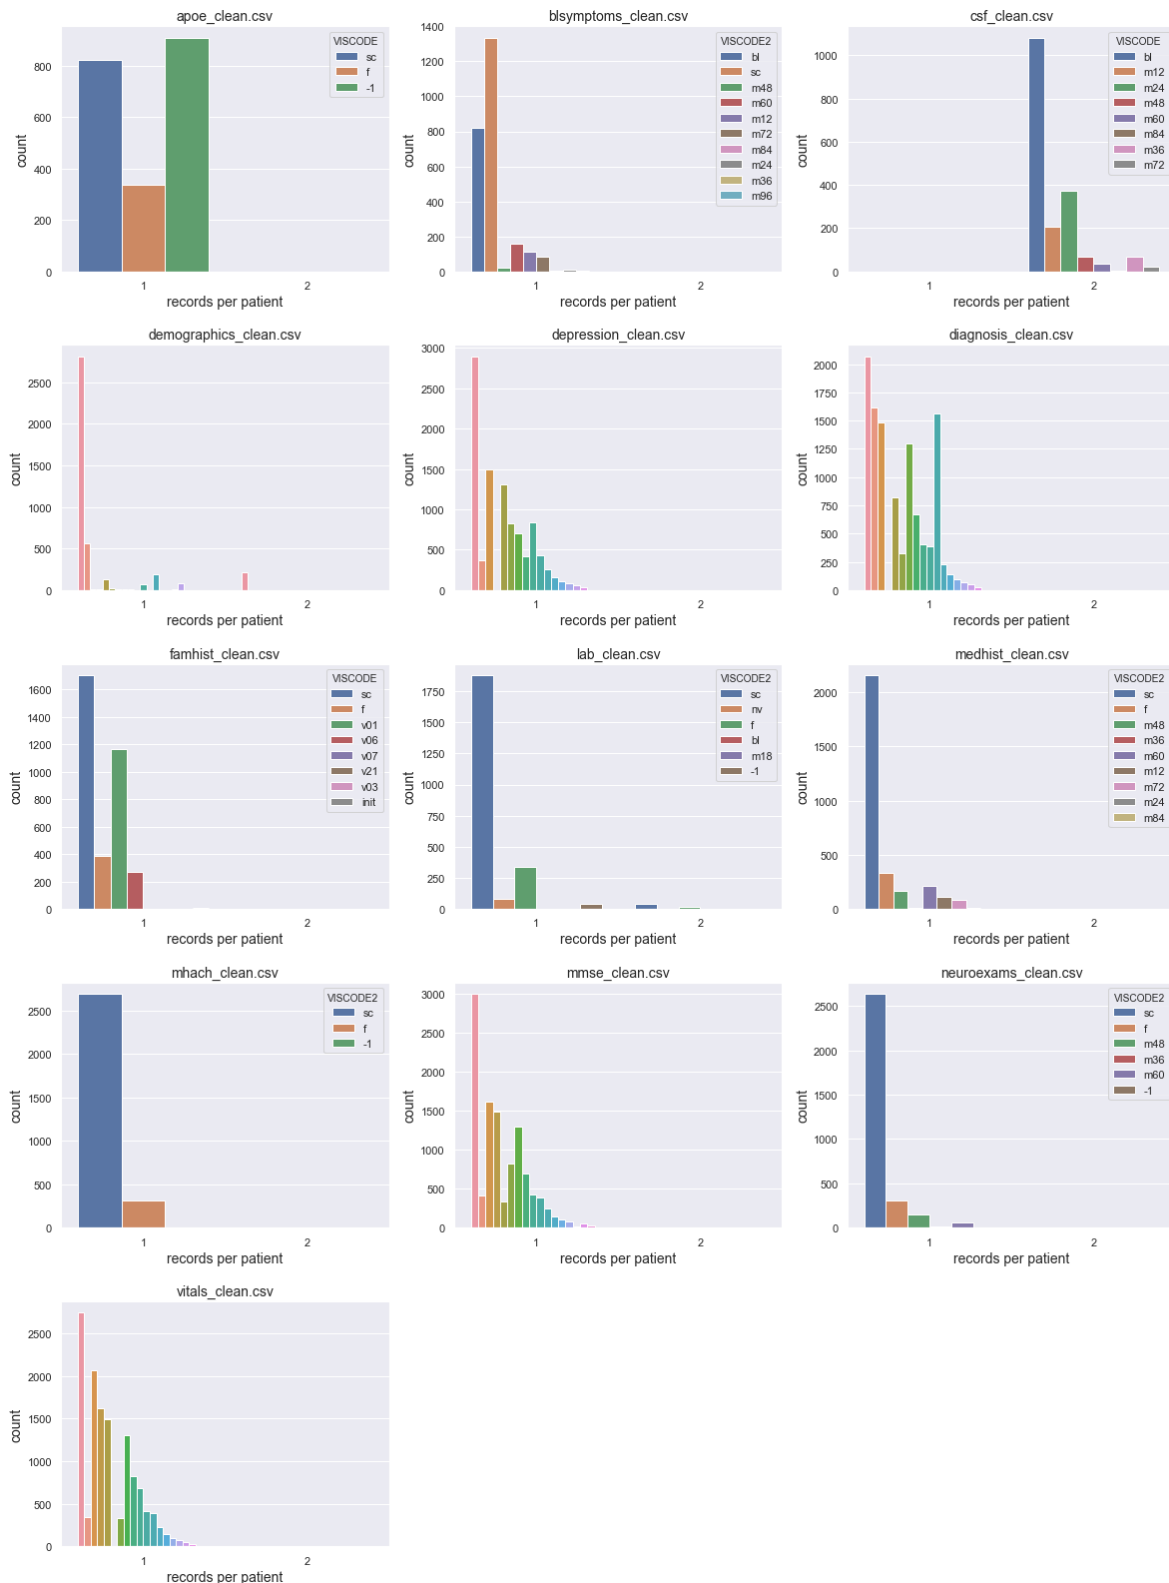 apoe_clean.csv
count
800
600
400
200
0
VISCODE
sc
f
-1
1
2
records per patient
blsymptoms_clean.csv
count
1400
1200
1000
800
600
400
200
0
VISCODE2
bl
sc
m48
m60
m12
m72
m84
m24
m36
m96
1
2
records per patient
csf_clean.csv
count
1000
800
600
400
200
0
VISCODE
bl
m12
m24
m48
m60
m84
m36
m72
1
2
records per patient
demographics_clean.csv
count
2500
2000
1500
1000
500
0
1
2
records per patient
depression_clean.csv
count
3000
2500
2000
1500
1000
500
0
1
2
records per patient
diagnosis_clean.csv
count
2000
1750
1500
1250
1000
750
500
250
0
1
2
records per patient
famhist_clean.csv
count
1600
1400
1200
1000
800
600
400
200
0
VISCODE
sc
f
v01
v06
v07
v21
v03
init
1
2
records per patient
lab_clean.csv
count
1750
1500
1250
1000
750
500
250
0
VISCODE2
sc
nv
f
bl
m18
-1
1
2
records per patient
medhist_clean.csv
count
2000
1500
1000
500
0
VISCODE2
sc
f
m48
m36
m60
m12
m72
m24
m84
1
2
records per patient
mhach_clean.csv
count
2500
2000
1500
1000
500
0
VISCODE2
sc
f
-1
1
2
records per patient
mmse_clean.csv
count
3000
2500
2000
1500
1000
500
0
1
2
records per patient
neuroexams_clean.csv
count
2500
2000
1500
1000
500
0
VISCODE2
sc
f
m48
m36
m60
-1
1
2
records per patient
vitals_clean.csv
count
2500
2000
1500
1000
500
0
1
2
records per patient